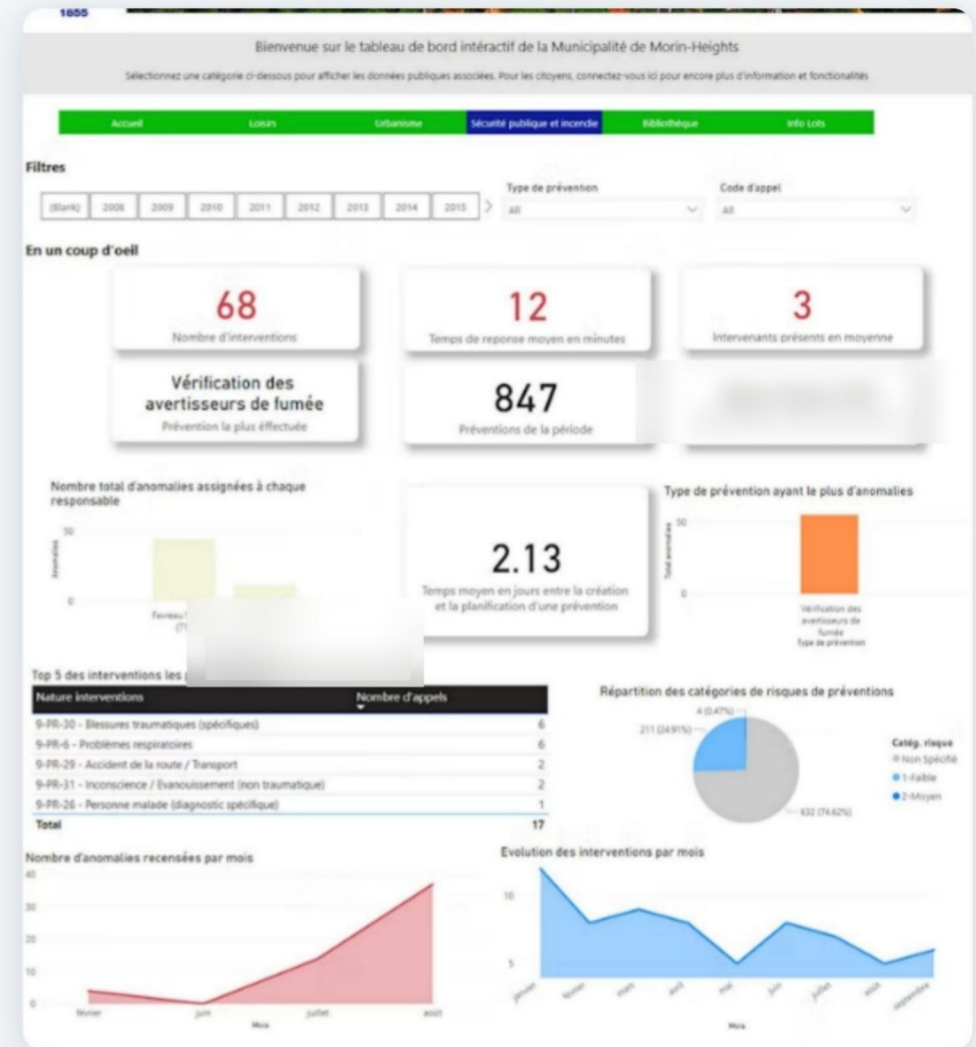 1855
Bienvenue sur le tableau de bord intéractif de la Municipalité de Morin-Heights
Sélectionnez une catégorie ci-dessous pour afficher les données publiques associées. Pour les citoyens, connectez-vous ici pour encore plus d'information et fonctionalités
Accueil Loisirs Urbanisme Sécurité publique et incendie Bibliothèque Info Lots
Filtres
Type de prévention Code d'appel
(Blank) 2008 2009 2010 2011 2012 2013 2014 2015 All All
En un coup d'oeil
68 12 3
Nombre d'interventions Temps de reponse moyen en minutes Intervenants présents en moyenne
Vérification des
avertisseurs de fumée
Prévention la plus éffectuée
847
Préventions de la période
Nombre total d'anomalies assignées à chaque
responsable
50
Anomalies
0
2.13
Temps moyen en jours entre la création
et la planification d'une prévention
Type de prévention ayant le plus d'anomalies
50
Total anomalies
0
Vérification des
avertisseurs de
fumée
Type de prévention
Top 5 des interventions les
Nature interventions Nombre d'appels
9-PR-30 - Blessures traumatiques (spécifiques) 6
9-PR-6 - Problèmes respiratoires 6
9-PR-29 - Accident de la route / Transport 2
9-PR-31 - Inconscience / Evanouissement (non traumatique) 2
9-PR-26 - Personne malade (diagnostic spécifique) 1
Total 17
Répartition des catégories de risques de préventions
4 (0.47%)
211 (24.91%)
632 (74.62%)
Catég. risque
Non Spécifié
1-Faible
2-Moyen
Nombre d'anomalies recensées par mois
40
30
20
10
0
février juin juillet août
Mois
Evolution des interventions par mois
10
5
janvier février mars avril mai juin juillet août septembre
Mois